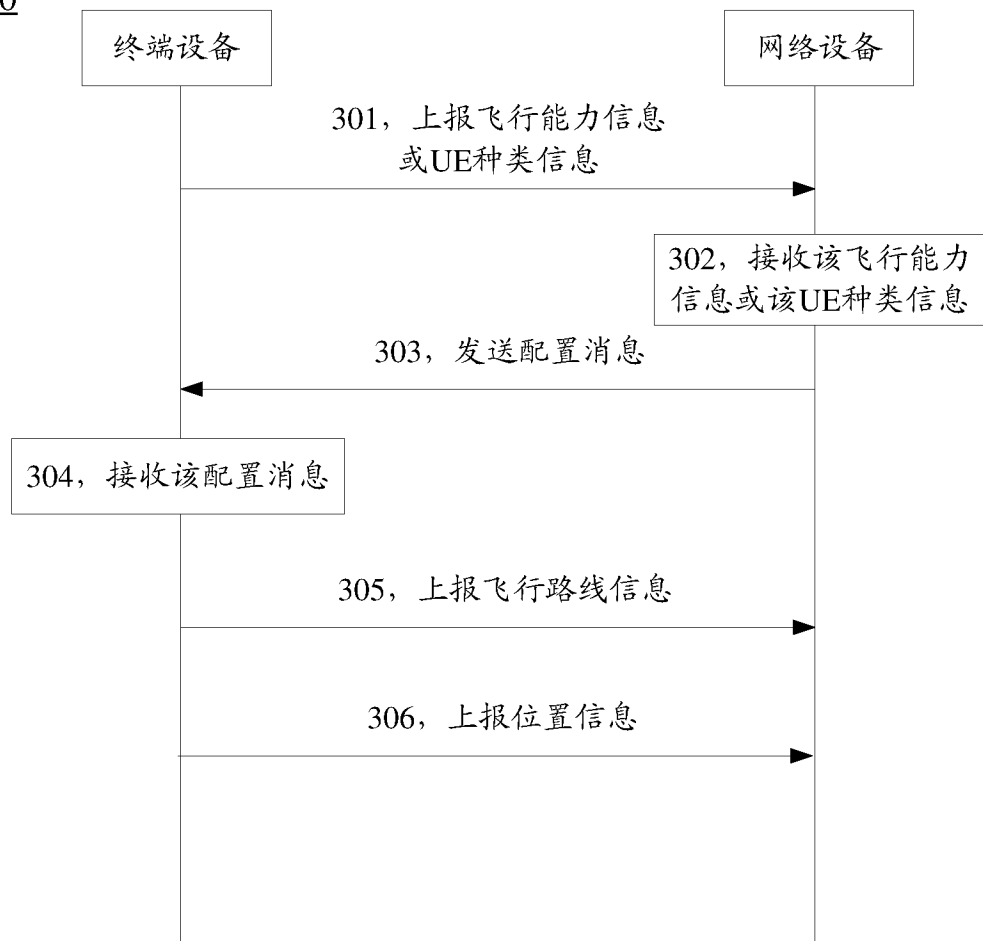 0
终端设备
网络设备
301，上报飞行能力信息
或UE种类信息
302，接收该飞行能力
信息或该UE种类信息
303，发送配置消息
304，接收该配置消息
305，上报飞行路线信息
306，上报位置信息